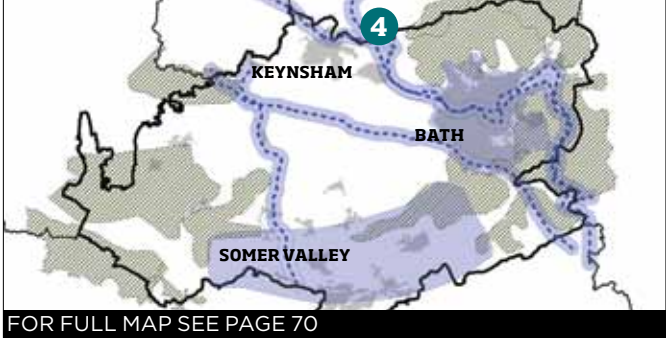 4
KEYNSHAM
BATH
SOMER VALLEY
FOR FULL MAP SEE PAGE 70